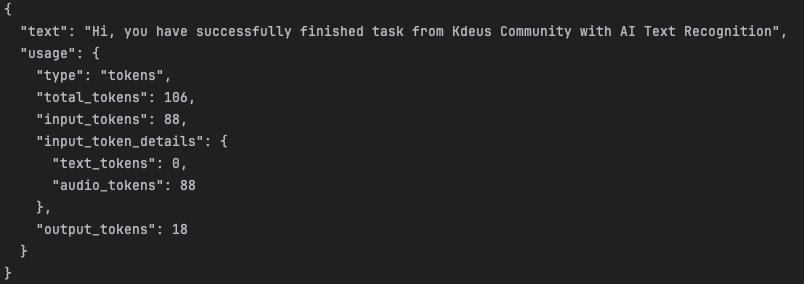 {
  "text": "Hi, you have successfully finished task from Kdeus Community with AI Text Recognition",
  "usage": {
    "type": "tokens",
    "total_tokens": 106,
    "input_tokens": 88,
    "input_token_details": {
      "text_tokens": 0,
      "audio_tokens": 88
    },
    "output_tokens": 18
  }
}